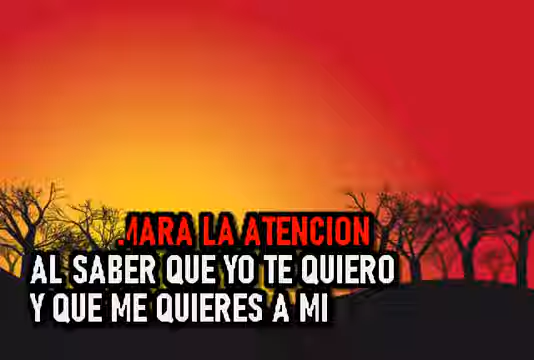 MARA LA ATENCION
AL SABER QUE YO TE QUIERO
Y QUE ME QUIERES A MI